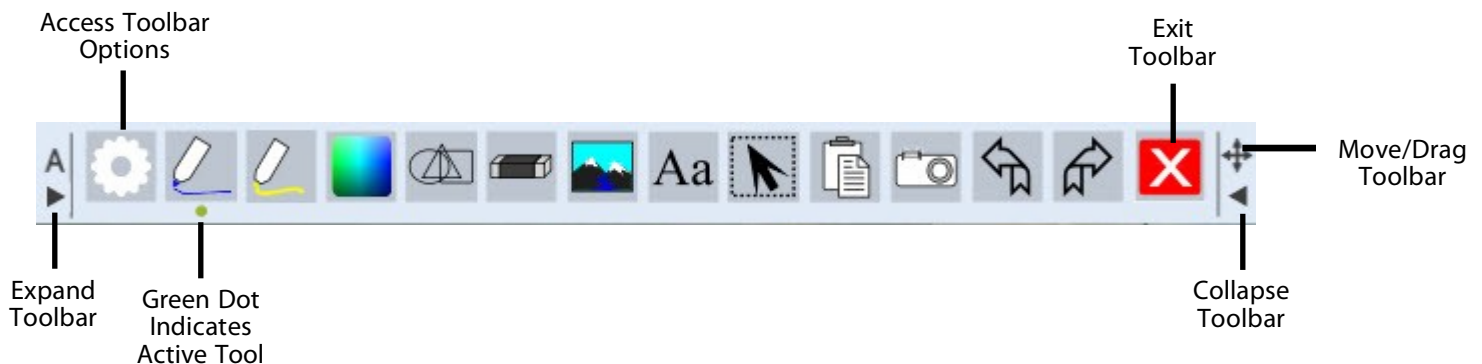 Access Toolbar
Options
Exit
Toolbar
A
Aa
X
Move/Drag
Toolbar
Expand
Toolbar
Green Dot
Indicates
Active Tool
Collapse
Toolbar